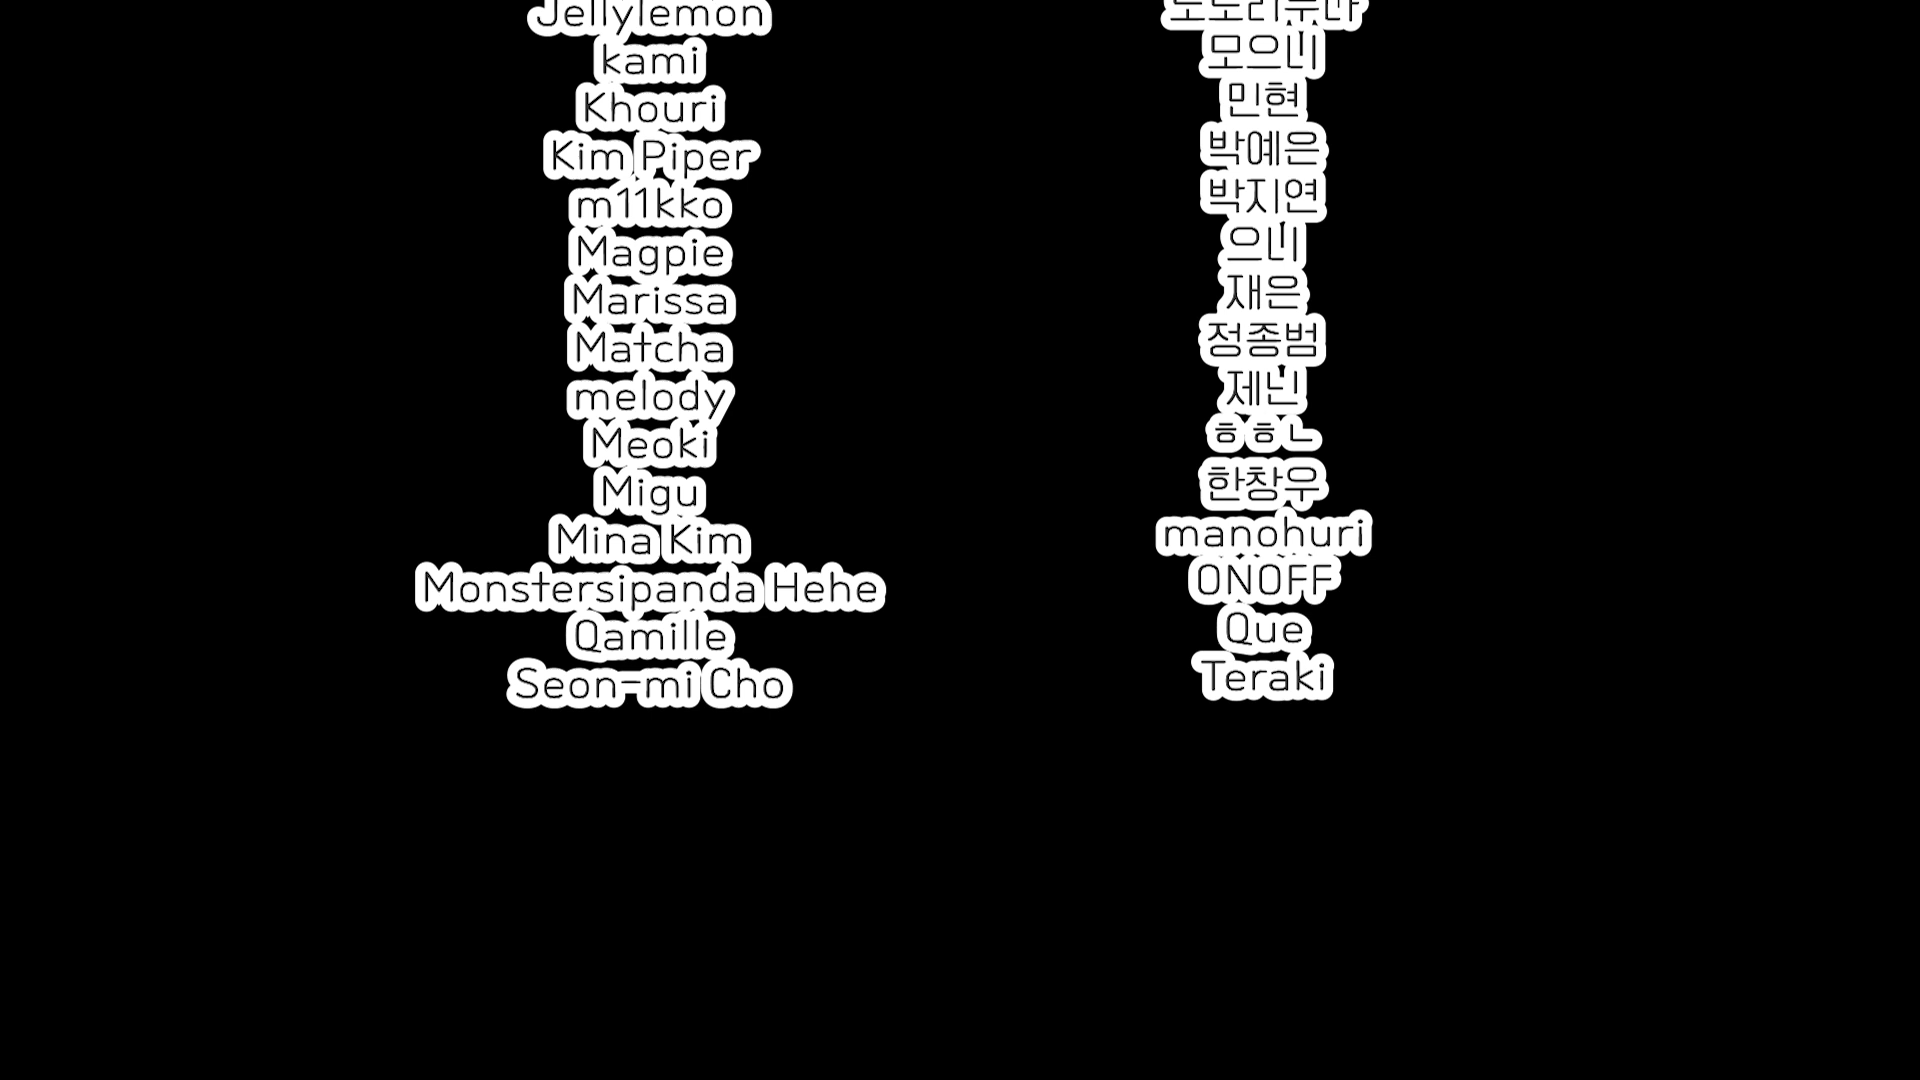 Jellylemon
kami
Khouri
Kim Piper
m11kko
Magpie
Marissa
Matcha
melody
Meoki
Migu
Mina Kim
Monstersipanda Hehe
Qamille
Seon-mi Cho
모으늬
민현
박예은
박지연
으늬
재은
정종범
제닌
ㅎㅎㄴ
한창우
manohuri
ONOFF
Que
Teraki